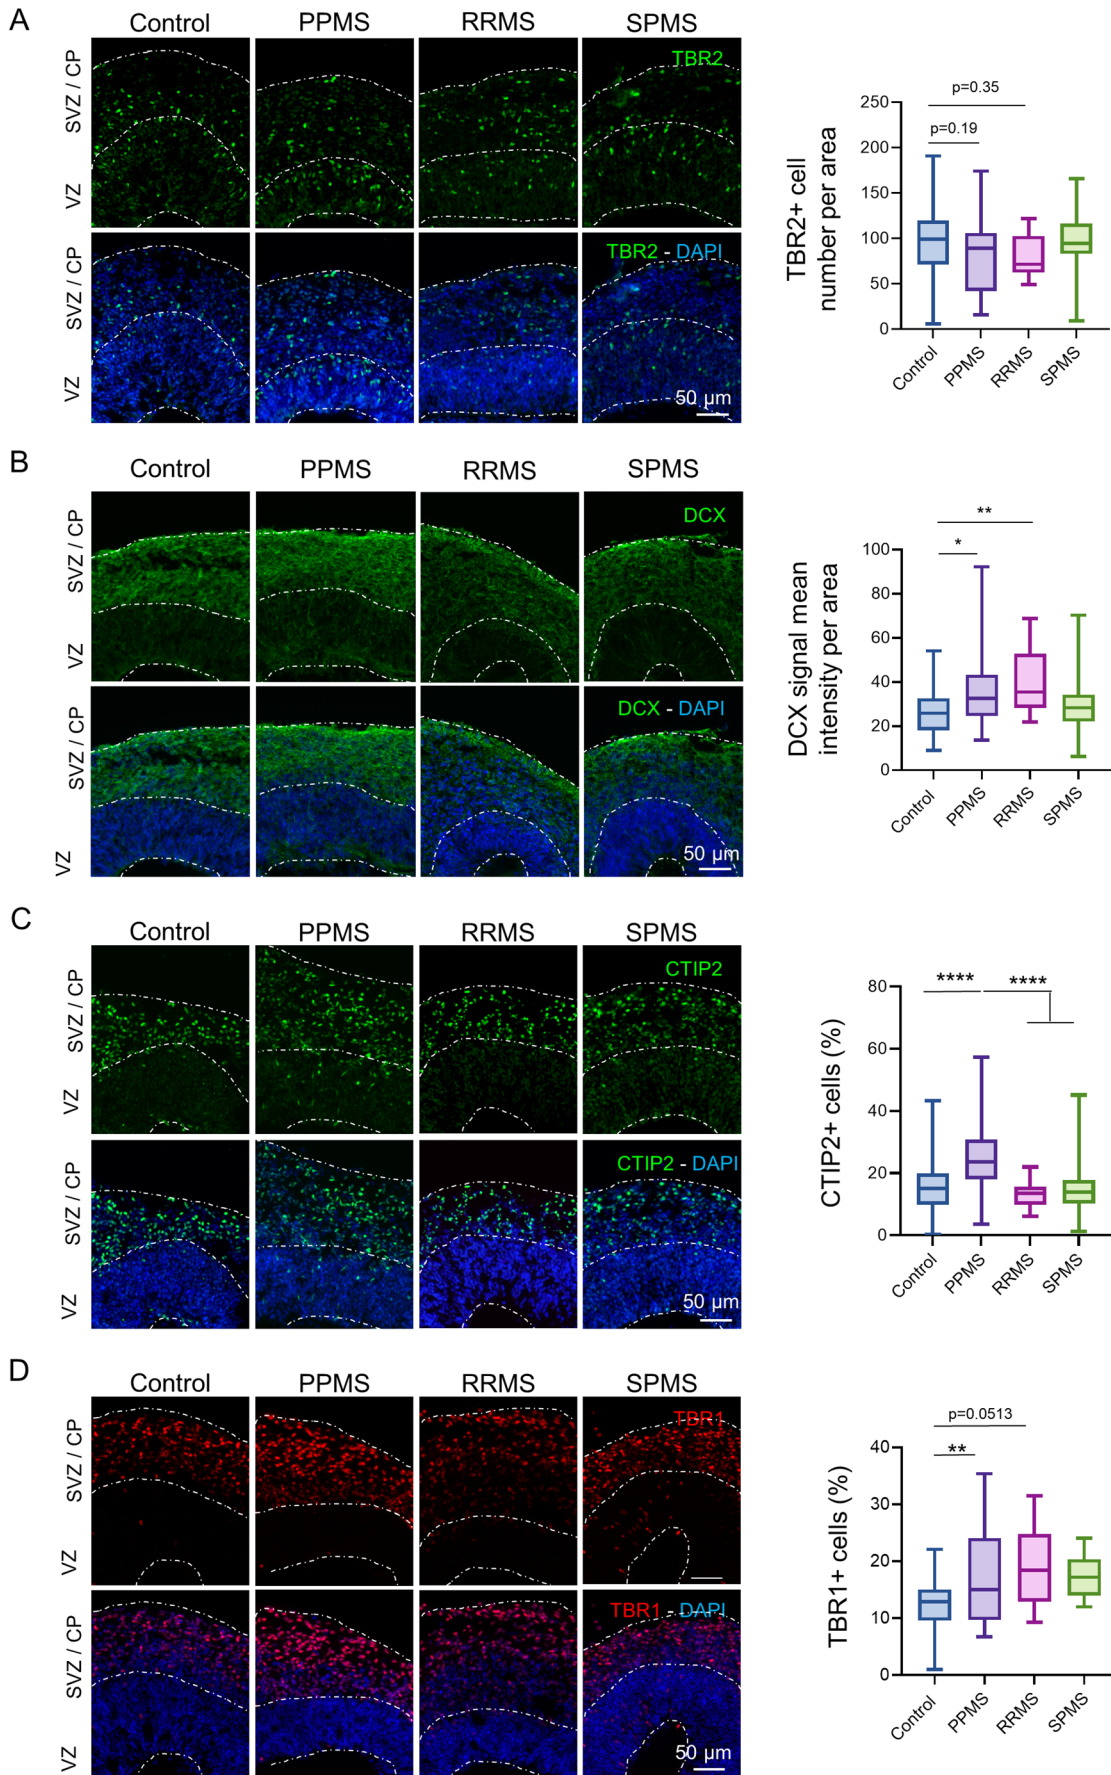 A
Control PPMS RRMS SPMS
SVZ / CP
VZ
TBR2
SVZ / CP
VZ
TBR2 - DAPI
50 µm
TBR2+ cell
number per area
p=0.35
p=0.19
250
200
150
100
50
0
Control PPMS RRMS SPMS
B
Control PPMS RRMS SPMS
SVZ / CP
VZ
DCX
SVZ / CP
VZ
DCX - DAPI
50 µm
DCX signal mean
intensity per area
**
*
100
80
60
40
20
0
Control PPMS RRMS SPMS
C
Control PPMS RRMS SPMS
SVZ / CP
VZ
CTIP2
SVZ / CP
VZ
CTIP2 - DAPI
50 µm
CTIP2+ cells (%)
**** ****
80
60
40
20
0
Control PPMS RRMS SPMS
D
Control PPMS RRMS SPMS
SVZ / CP
VZ
TBR1
SVZ / CP
VZ
TBR1 - DAPI
50 µm
TBR1+ cells (%)
p=0.0513
**
40
30
20
10
0
Control PPMS RRMS SPMS